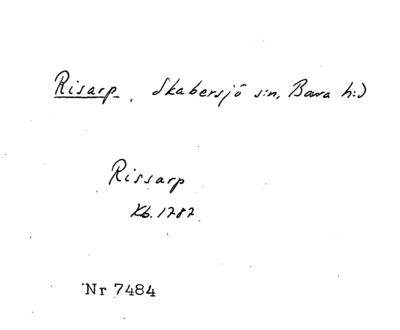 Risarp, Skabersjö s:n, Bara h:d
Rissarp
Kb. 1787
Nr 7484